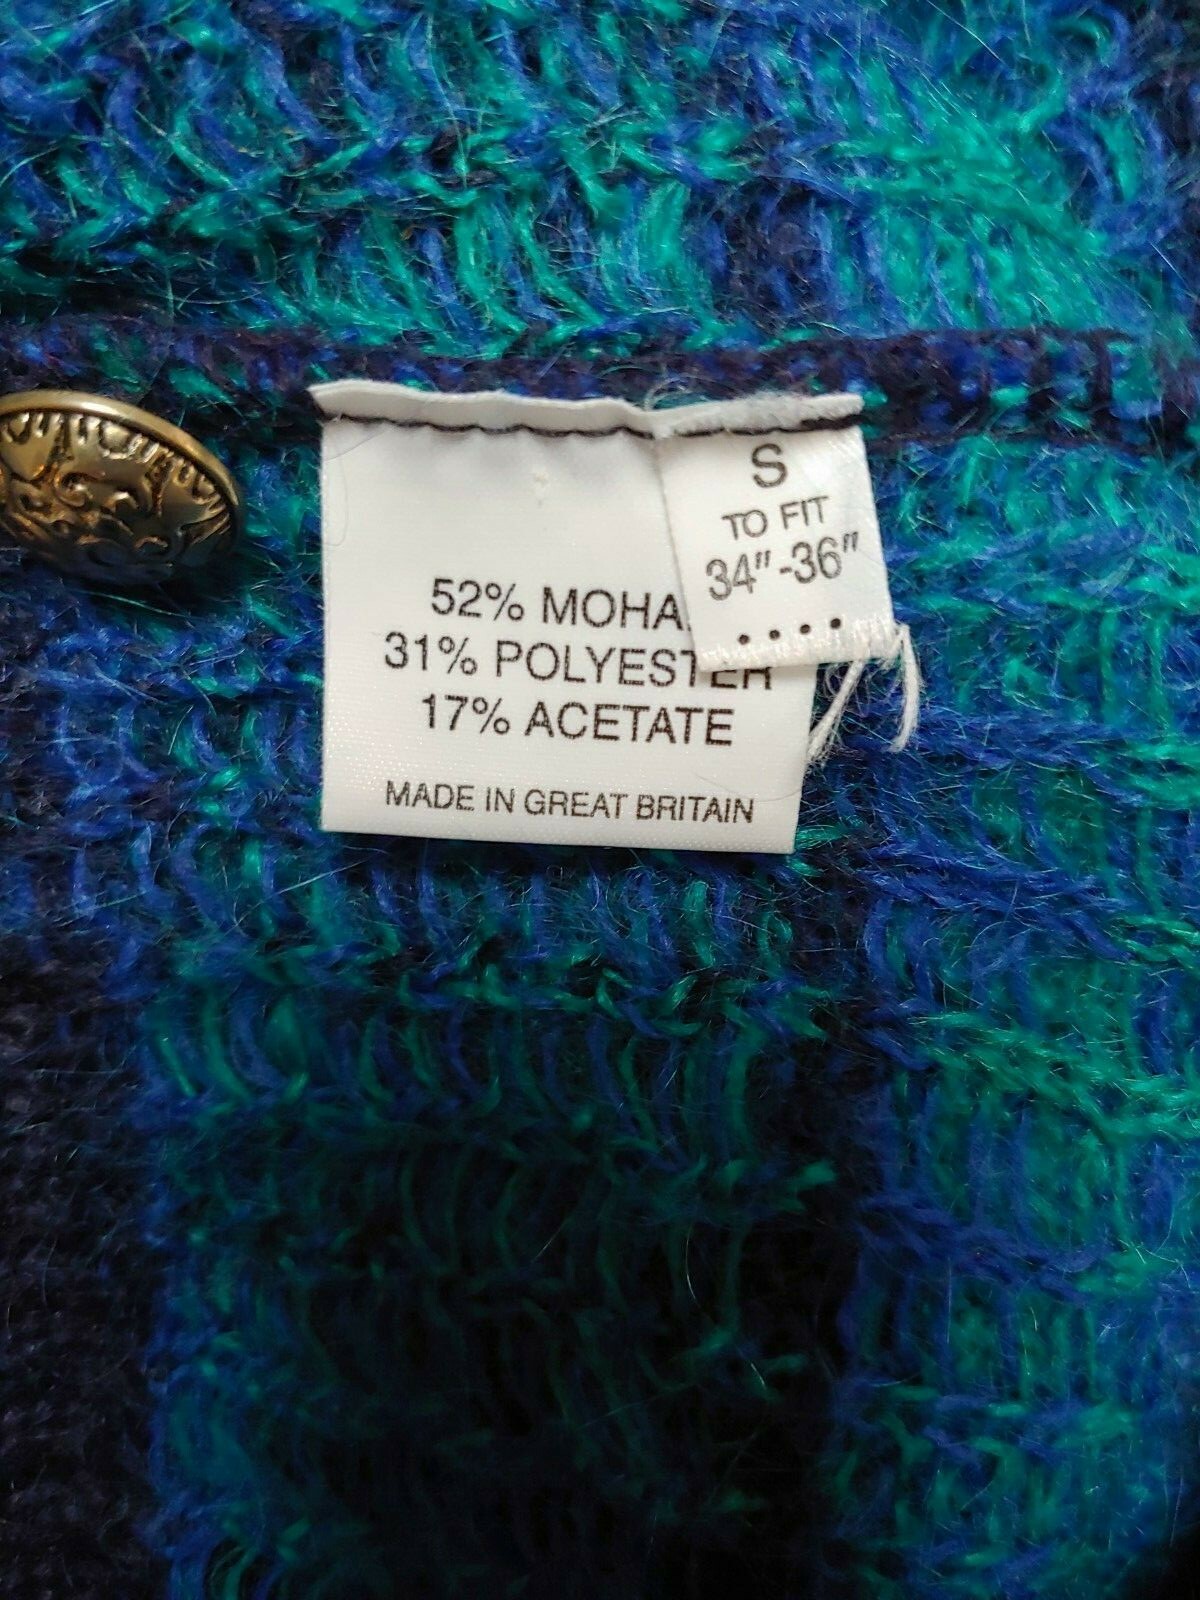 S
TO FIT
34"-36"
52% MOHA
31% POLYESTER
17% ACETATE
MADE IN GREAT BRITAIN